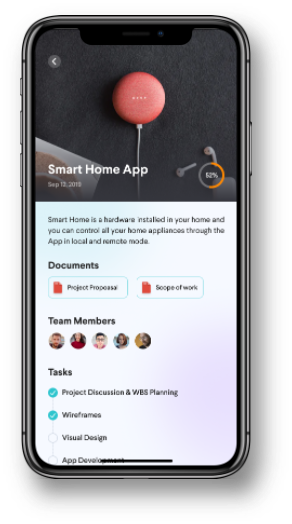 Smart Home App
Sep 12, 2019
52%
Smart Home is a hardware installed in your home and
you can control all your home appliances through the
App in local and remote mode.
Documents
Project Propoasal
Scope of work
Team Members
Tasks
Project Discussion & WBS Planning
Wireframes
Visual Design
App Development